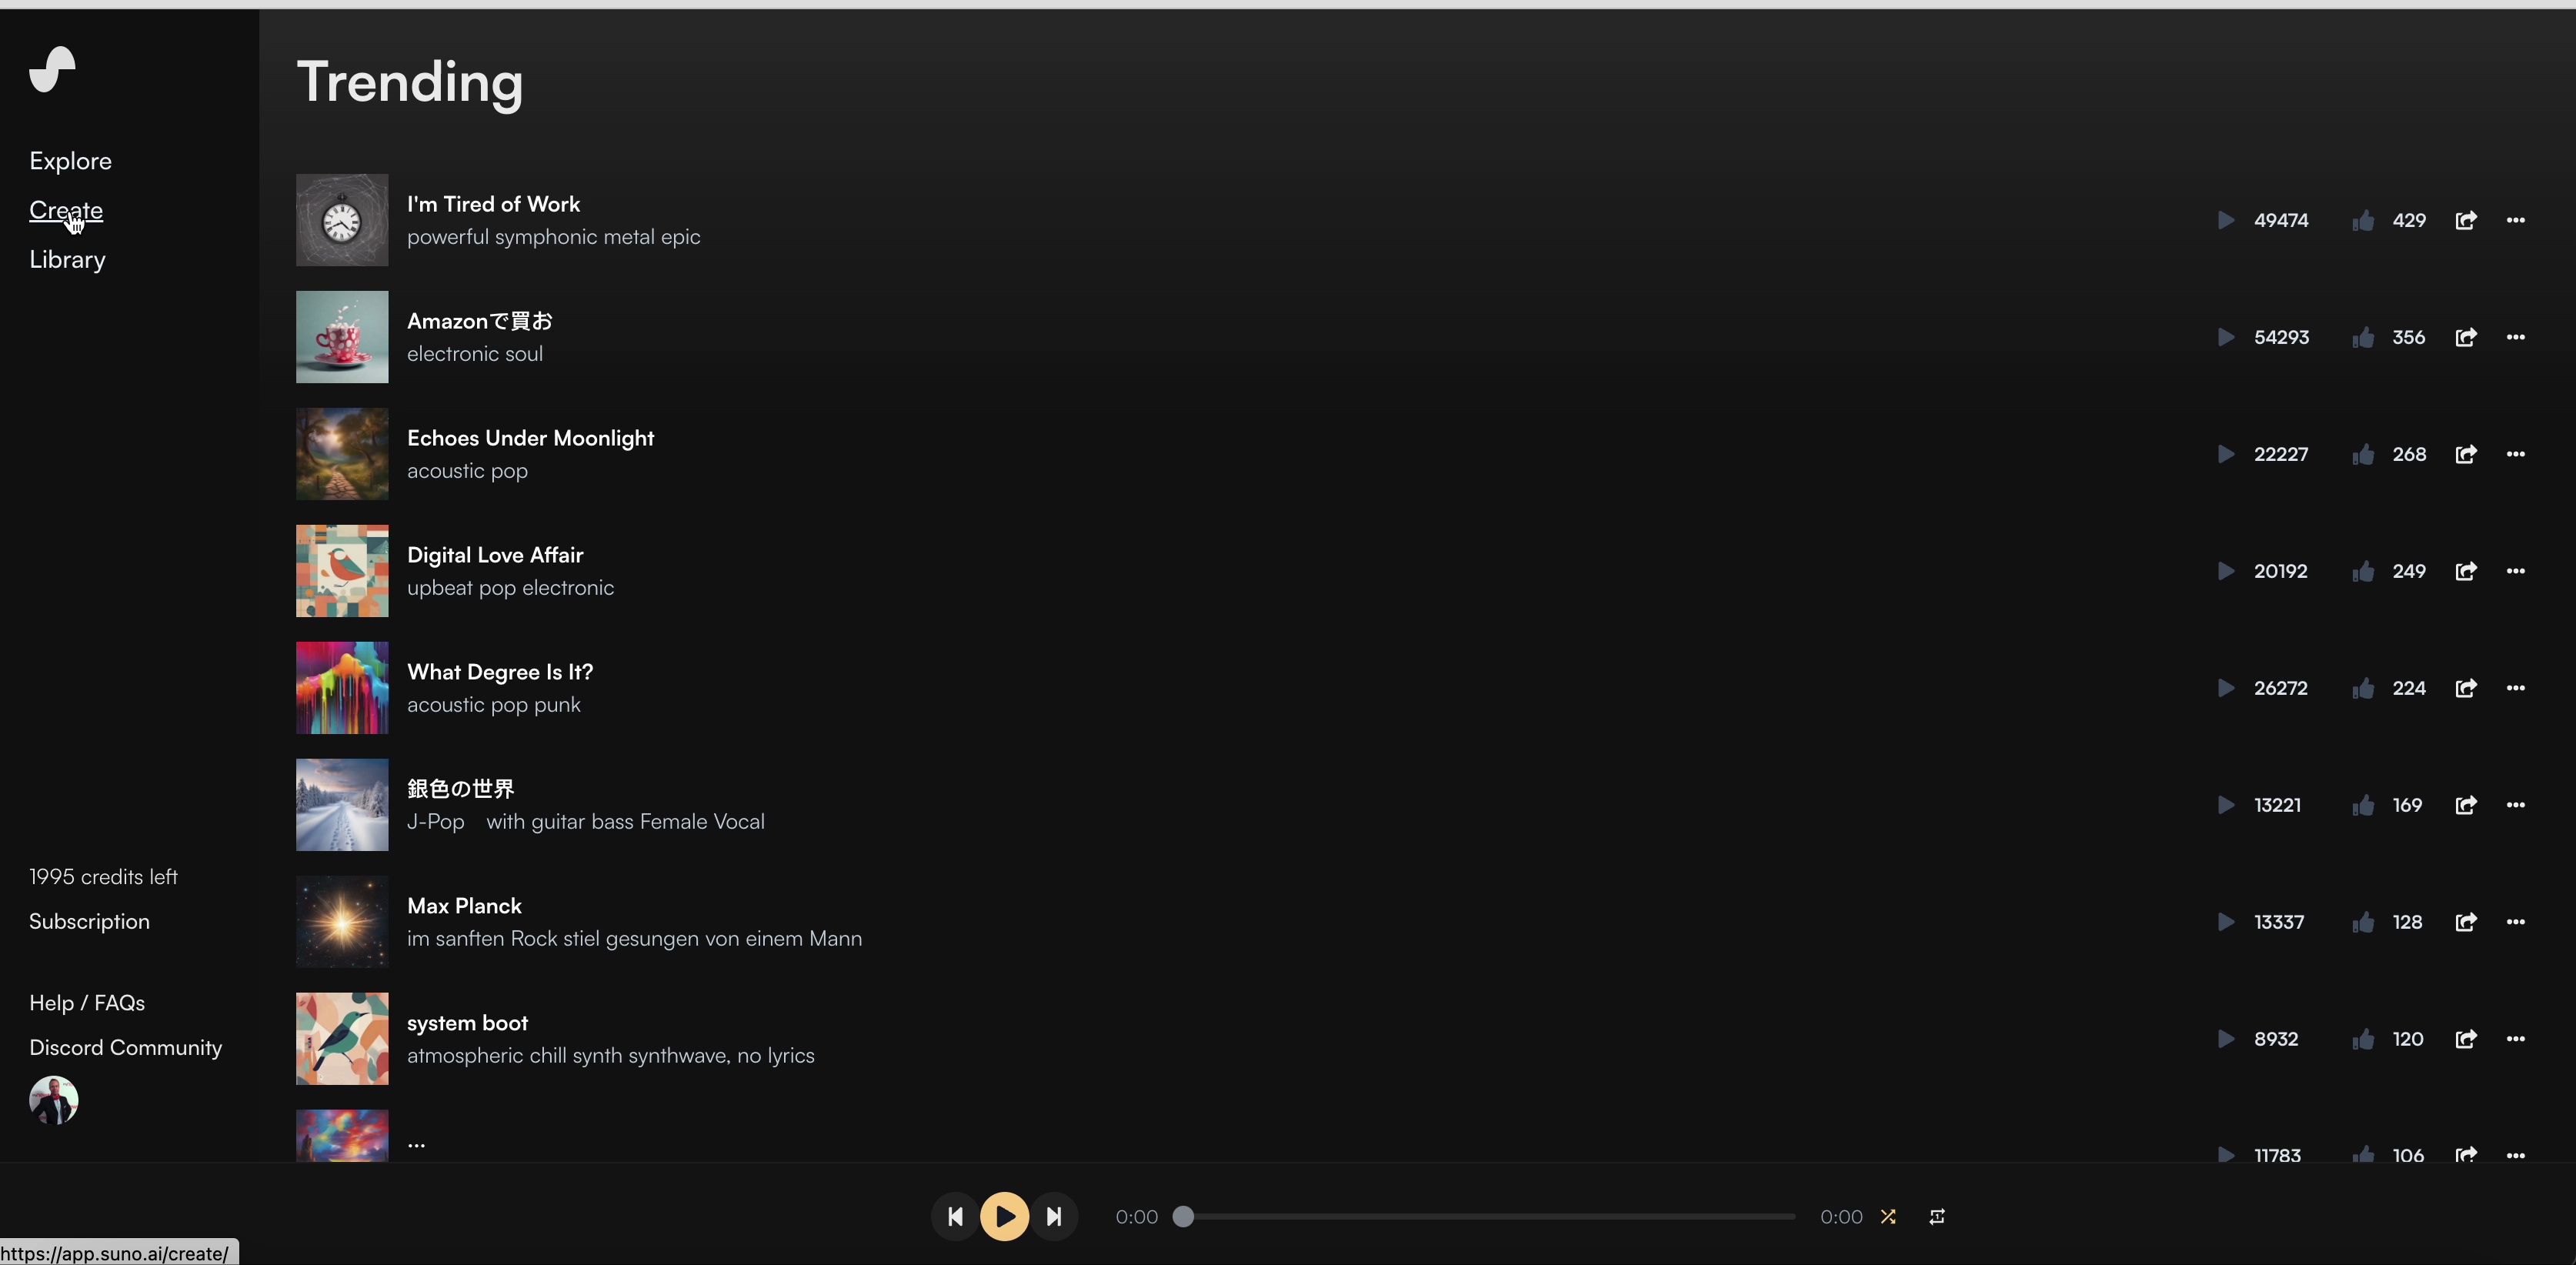 Explore
Create
Library
1995 credits left
Subscription
Help / FAQs
Discord Community
Trending
I'm Tired of Work
powerful symphonic metal epic
49474 429
Amazonで買お
electronic soul
54293 356
Echoes Under Moonlight
acoustic pop
22227 268
Digital Love Affair
upbeat pop electronic
20192 249
What Degree Is It?
acoustic pop punk
26272 224
銀色の世界
J-Pop　with guitar bass Female Vocal
13221 169
Max Planck
im sanften Rock stiel gesungen von einem Mann
13337 128
system boot
atmospheric chill synth synthwave, no lyrics
8932 120
...
11783 106
0:00 0:00
https://app.suno.ai/create/